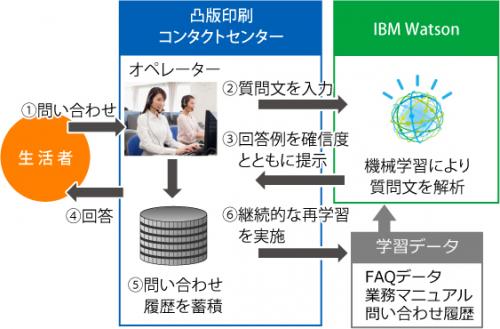 凸版印刷
コンタクトセンター
IBM Watson
オペレーター
①問い合わせ
生活者
②質問文を入力
③回答例を確信度
とともに提示
機械学習により
質問文を解析
④回答
⑤問い合わせ
履歴を蓄積
⑥継続的な再学習
を実施
学習データ
FAQデータ
業務マニュアル
問い合わせ履歴